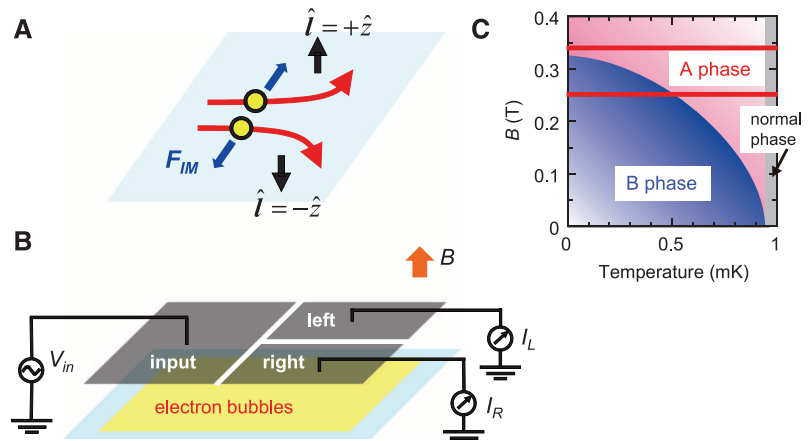 A
l̂ = +ẑ
F_IM
l̂ = −ẑ
B
B
left
input
right
V_in
I_L
electron bubbles
I_R
C
0.4
0.3
0.2
0.1
0
B (T)
A phase
normal
phase
B phase
0
0.5
1
Temperature (mK)